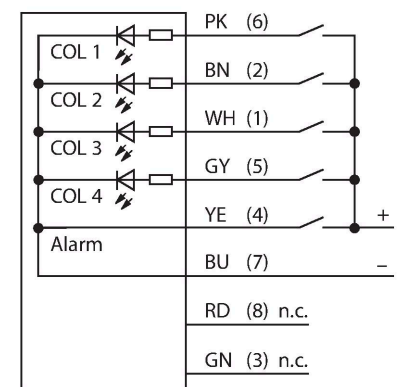 PK (6)
COL 1
BN (2)
COL 2
WH (1)
COL 3
GY (5)
COL 4
YE (4)
+
Alarm
BU (7)
–
RD (8) n.c.
GN (3) n.c.